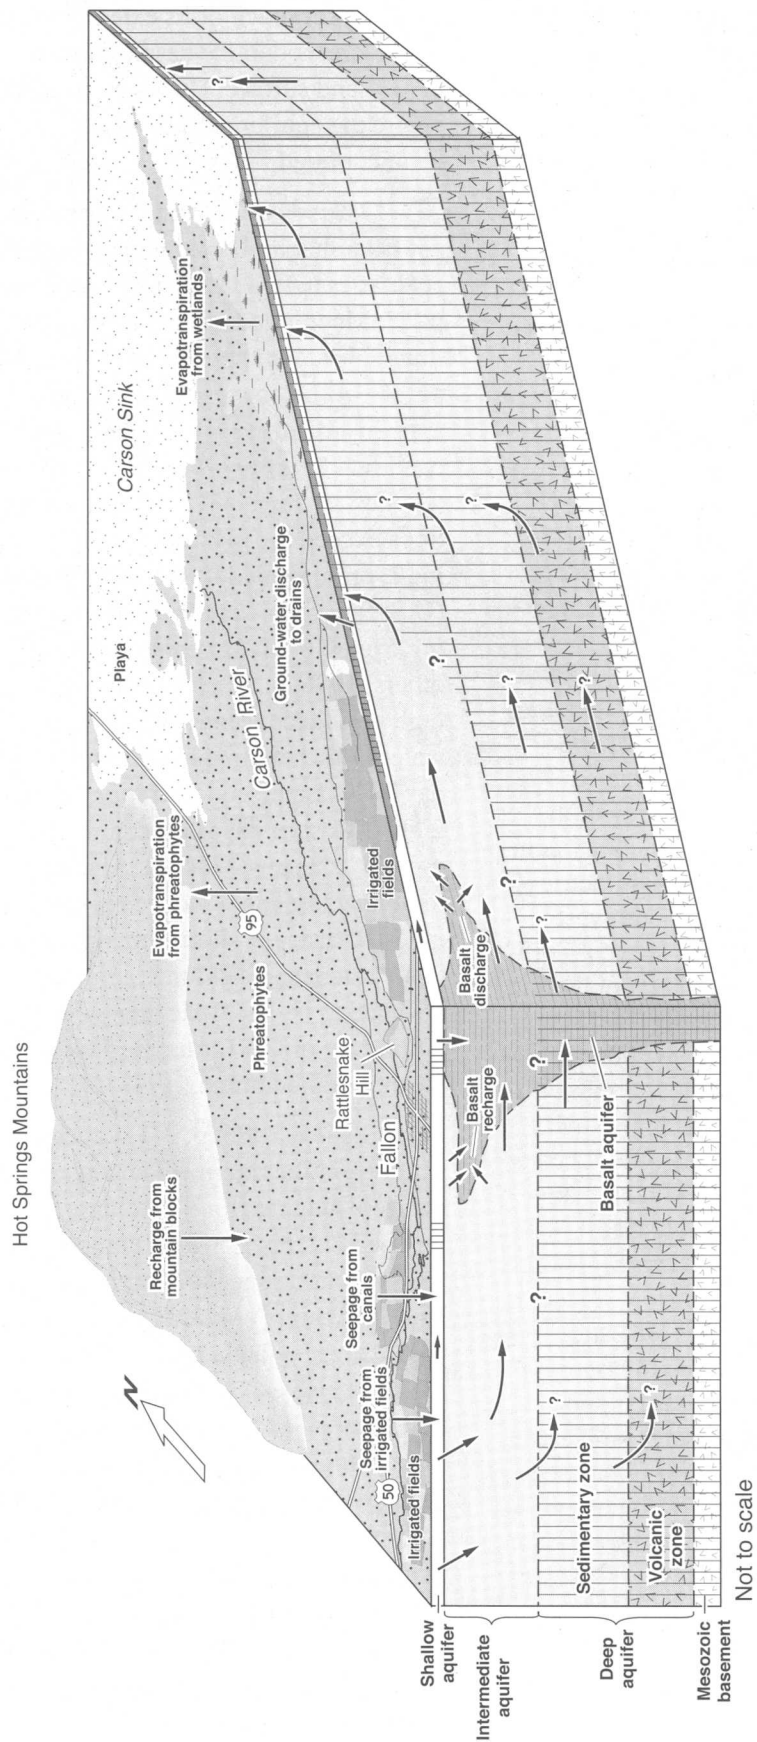 Hot Springs Mountains
N
Recharge from
mountain blocks
Evapotranspiration
from phreatophytes
Playa
Carson Sink
Evapotranspiration
from wetlands
Phreatophytes
95
Carson River
Ground-water discharge
to drains
Rattlesnake
Hill
Fallon
Irrigated
fields
Seepage from
canals
Seepage from
irrigated fields
50
Irrigated fields
Shallow
aquifer
Intermediate
aquifer
Deep
aquifer
Mesozoic
basement
Sedimentary zone
Volcanic
zone
Basalt
recharge
Basalt
discharge
Basalt aquifer
?
?
?
?
?
?
?
?
?
?
?
?
Not to scale